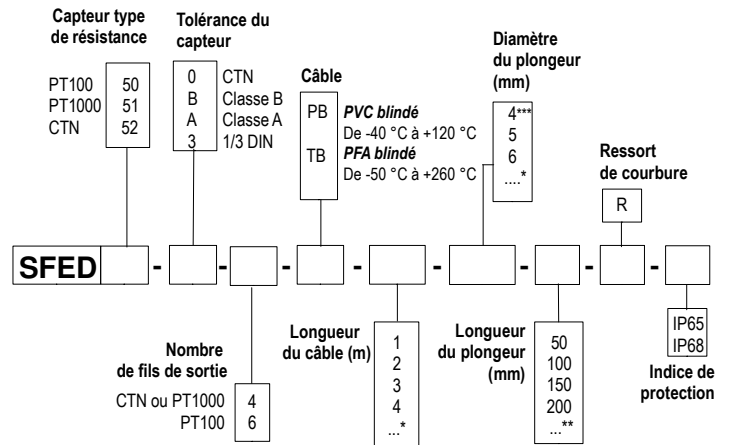 Capteur type
de résistance
PT100 50
PT1000 51
CTN 52
Tolérance du
capteur
0 CTN
B Classe B
A Classe A
3 1/3 DIN
Câble
PB PVC blindé
De -40 °C à +120 °C
TB PFA blindé
De -50 °C à +260 °C
Diamètre
du plongeur
(mm)
4***
5
6
....*
Ressort
de courbure
R
SFED - - - - - - - -
Nombre
de fils de sortie
CTN ou PT1000 4
PT100 6
Longueur
du câble (m)
1
2
3
4
...*
Longueur
du plongeur
(mm)
50
100
150
200
...**
IP65
IP68
Indice de
protection